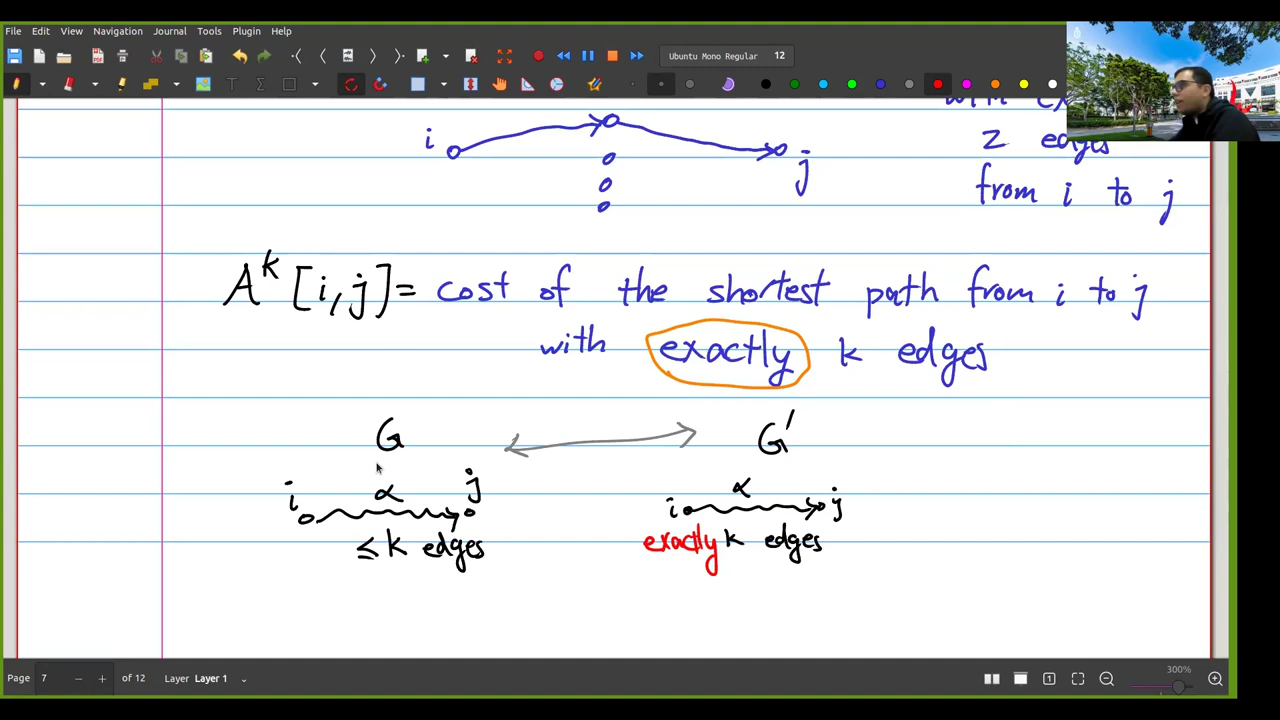 File Edit View Navigation Journal Tools Plugin Help
Ubuntu Mono Regular 12
i
j
2 edges
from i to j
A^k [i,j] = cost of the shortest path from i to j
with exactly k edges
G G'
i α j
≤ k edges
i α j
exactly k edges
Page 7 of 12 Layer Layer 1 300%